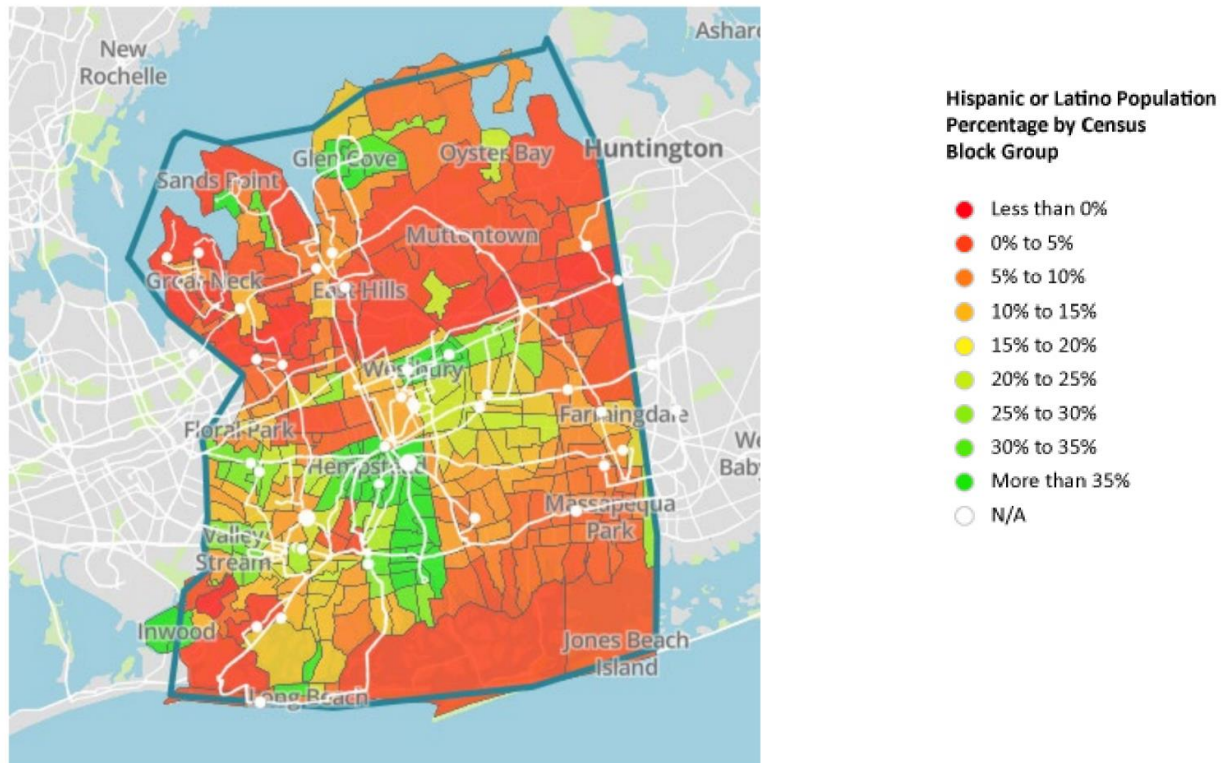 New
Rochelle
Asharo
Glen Cove
Oyster Bay
Huntington
Sands Point
Muttontown
Great Neck
East Hills
Westbury
Floral Park
Farmingdale
Hempstead
We
Baby
Massapequa
Park
Valley
Stream
Inwood
Jones Beach
Island
Long Beach
Hispanic or Latino Population
Percentage by Census
Block Group
Less than 0%
0% to 5%
5% to 10%
10% to 15%
15% to 20%
20% to 25%
25% to 30%
30% to 35%
More than 35%
N/A